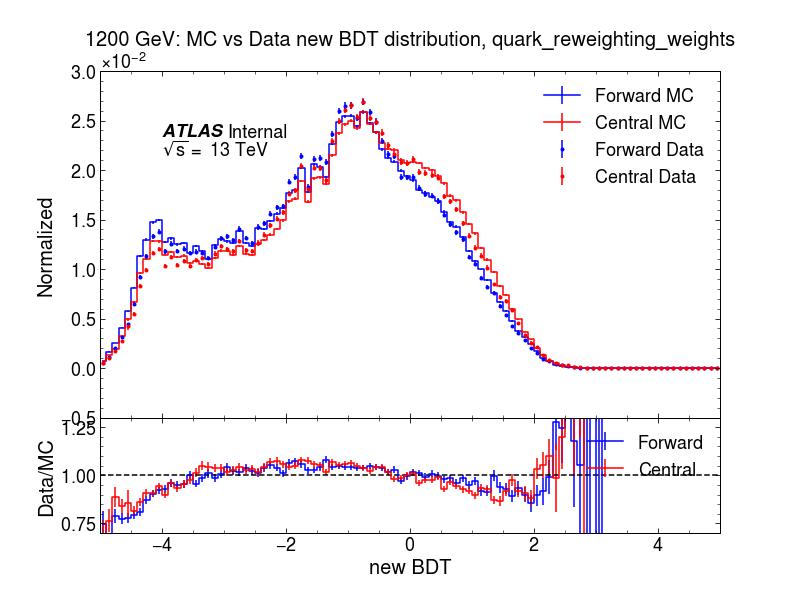 1200 GeV: MC vs Data new BDT distribution, quark_reweighting_weights
×10⁻²
3.0
2.5
2.0
1.5
1.0
0.5
0.0
−0.5
Normalized
ATLAS Internal
√s = 13 TeV
Forward MC
Central MC
Forward Data
Central Data
1.25
1.00
0.75
Data/MC
Forward
Central
−4 −2 0 2 4
new BDT